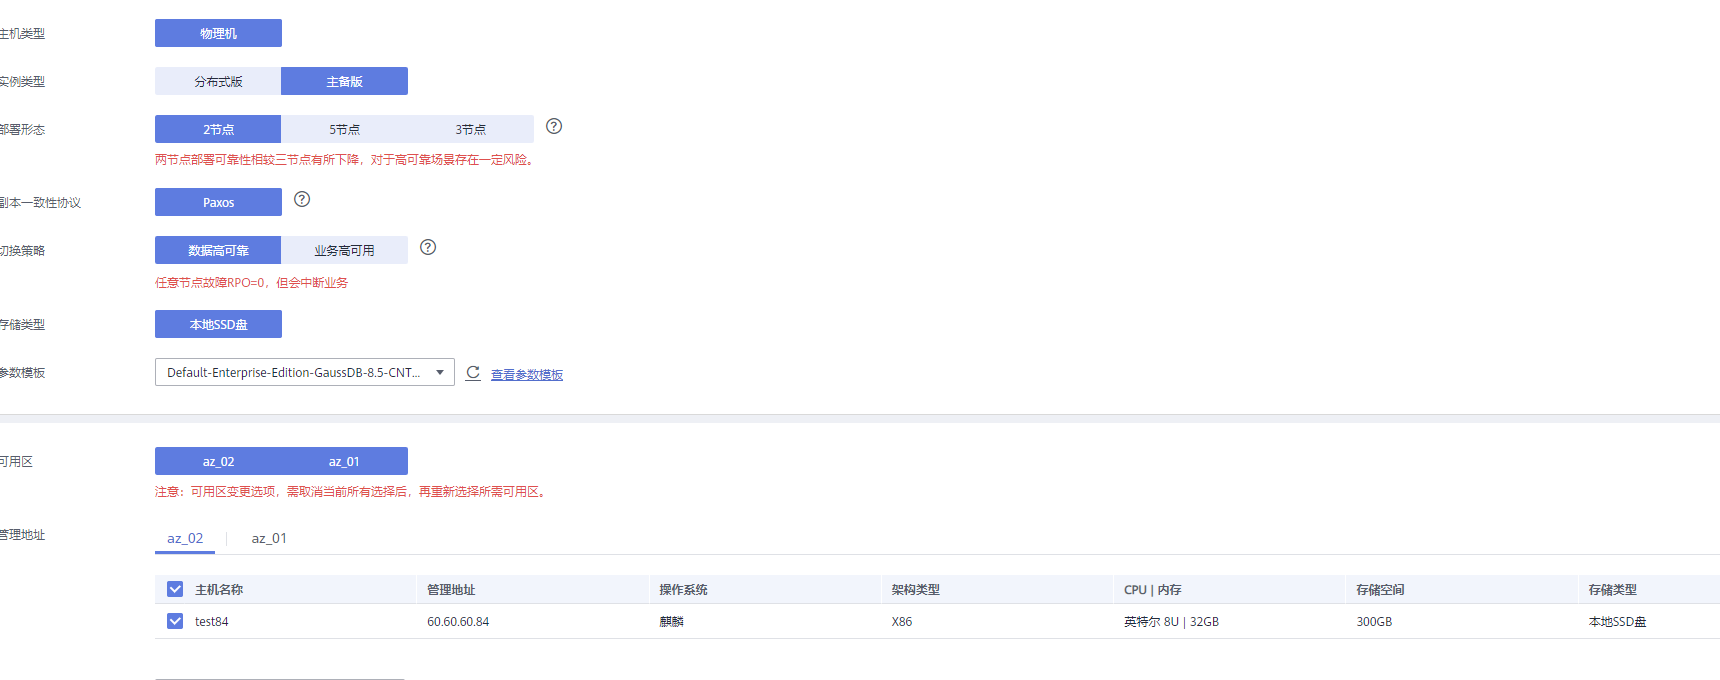 主机类型
物理机
实例类型
分布式版
主备版
部署形态
2节点
5节点
3节点
两节点部署可靠性相较三节点有所下降，对于高可靠场景存在一定风险。
副本一致性协议
Paxos
切换策略
数据高可靠
业务高可用
任意节点故障RPO=0，但会中断业务
存储类型
本地SSD盘
参数模板
Default-Enterprise-Edition-GaussDB-8.5-CNT...
查看参数模板
可用区
az_02
az_01
注意：可用区变更选项，需取消当前所有选择后，再重新选择所需可用区。
管理地址
az_02
az_01
主机名称 管理地址 操作系统 架构类型 CPU | 内存 存储空间 存储类型
test84 60.60.60.84 麒麟 X86 英特尔 8U | 32GB 300GB 本地SSD盘